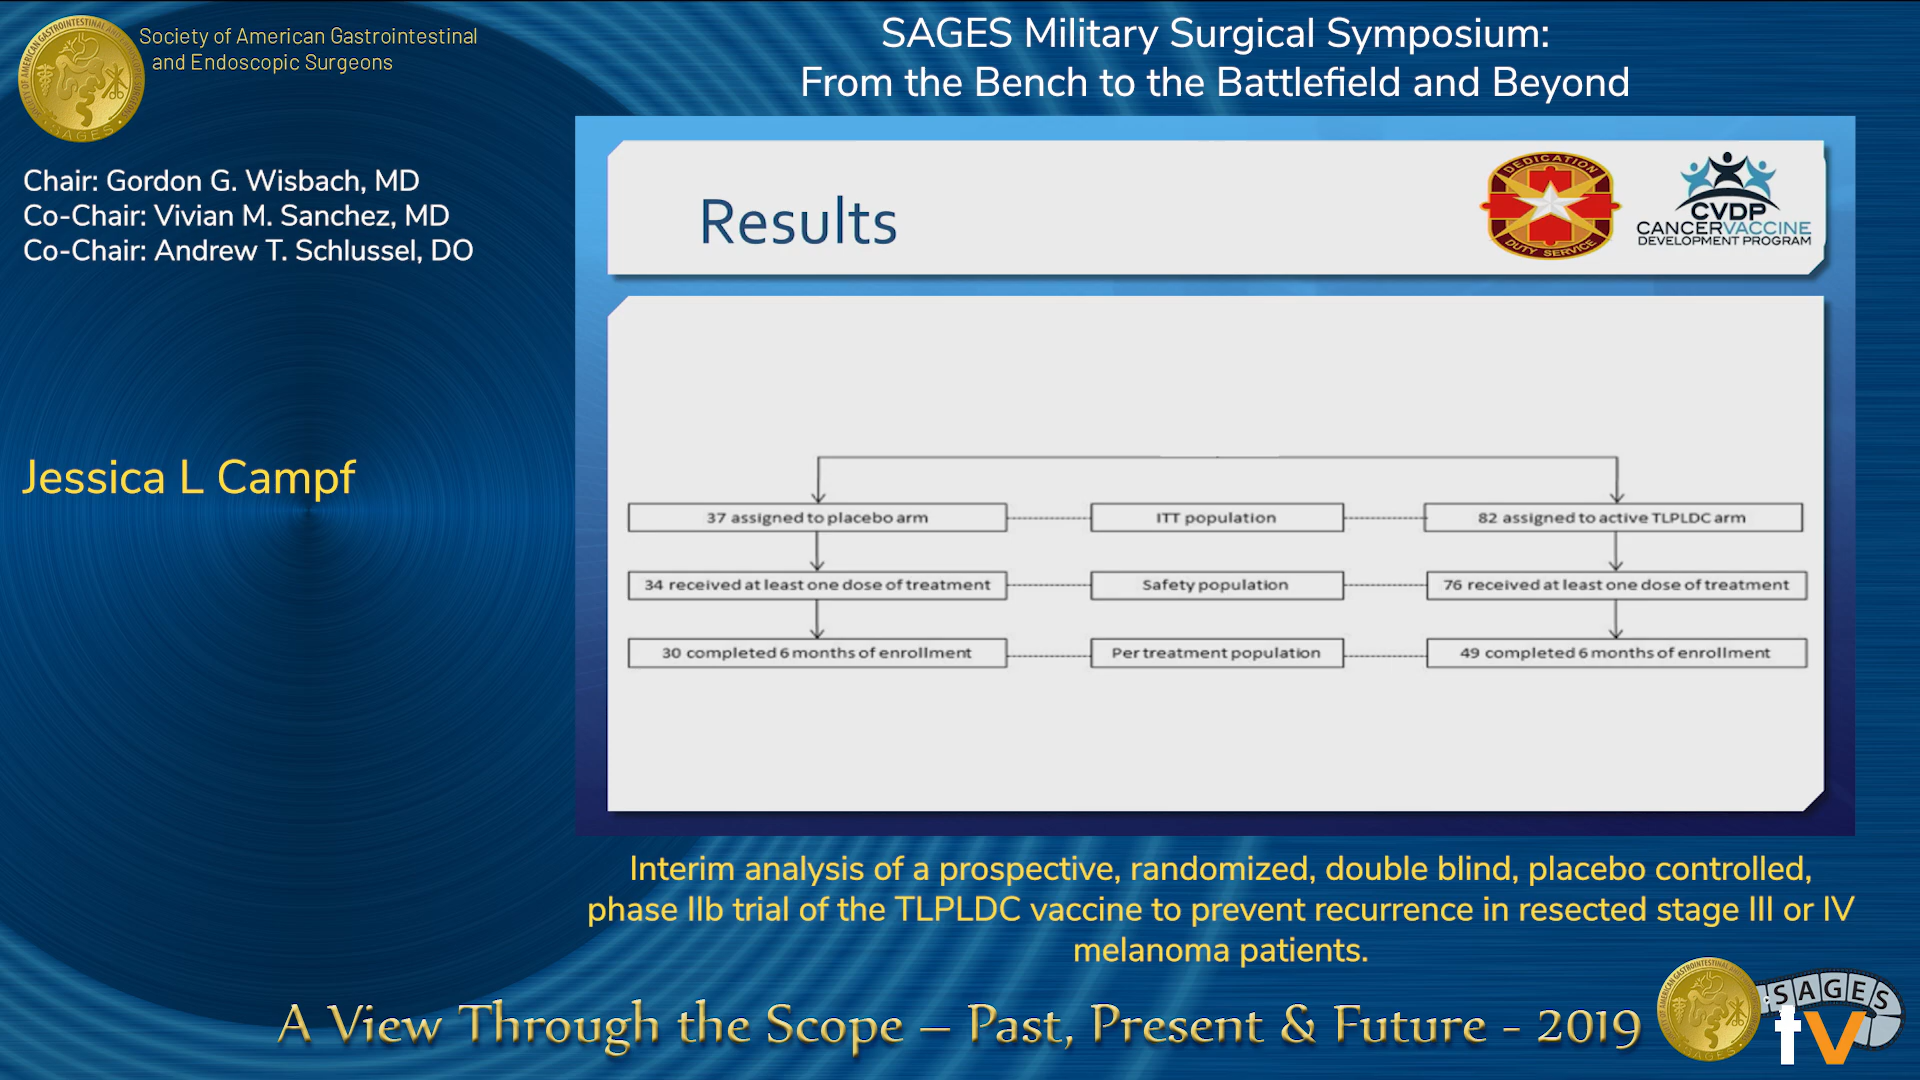 Society of American Gastrointestinal
and Endoscopic Surgeons
SAGES Military Surgical Symposium:
From the Bench to the Battlefield and Beyond
Chair: Gordon G. Wisbach, MD
Co-Chair: Vivian M. Sanchez, MD
Co-Chair: Andrew T. Schlussel, DO
Jessica L Campf
Results
DEDICATION
DUTY SERVICE
CVDP
CANCERVACCINE
DEVELOPMENT PROGRAM
37 assigned to placebo arm
ITT population
82 assigned to active TLPLDC arm
34 received at least one dose of treatment
Safety population
76 received at least one dose of treatment
30 completed 6 months of enrollment
Per treatment population
49 completed 6 months of enrollment
Interim analysis of a prospective, randomized, double blind, placebo controlled,
phase IIb trial of the TLPLDC vaccine to prevent recurrence in resected stage III or IV
melanoma patients.
A View Through the Scope – Past, Present & Future - 2019
SAGES
tv